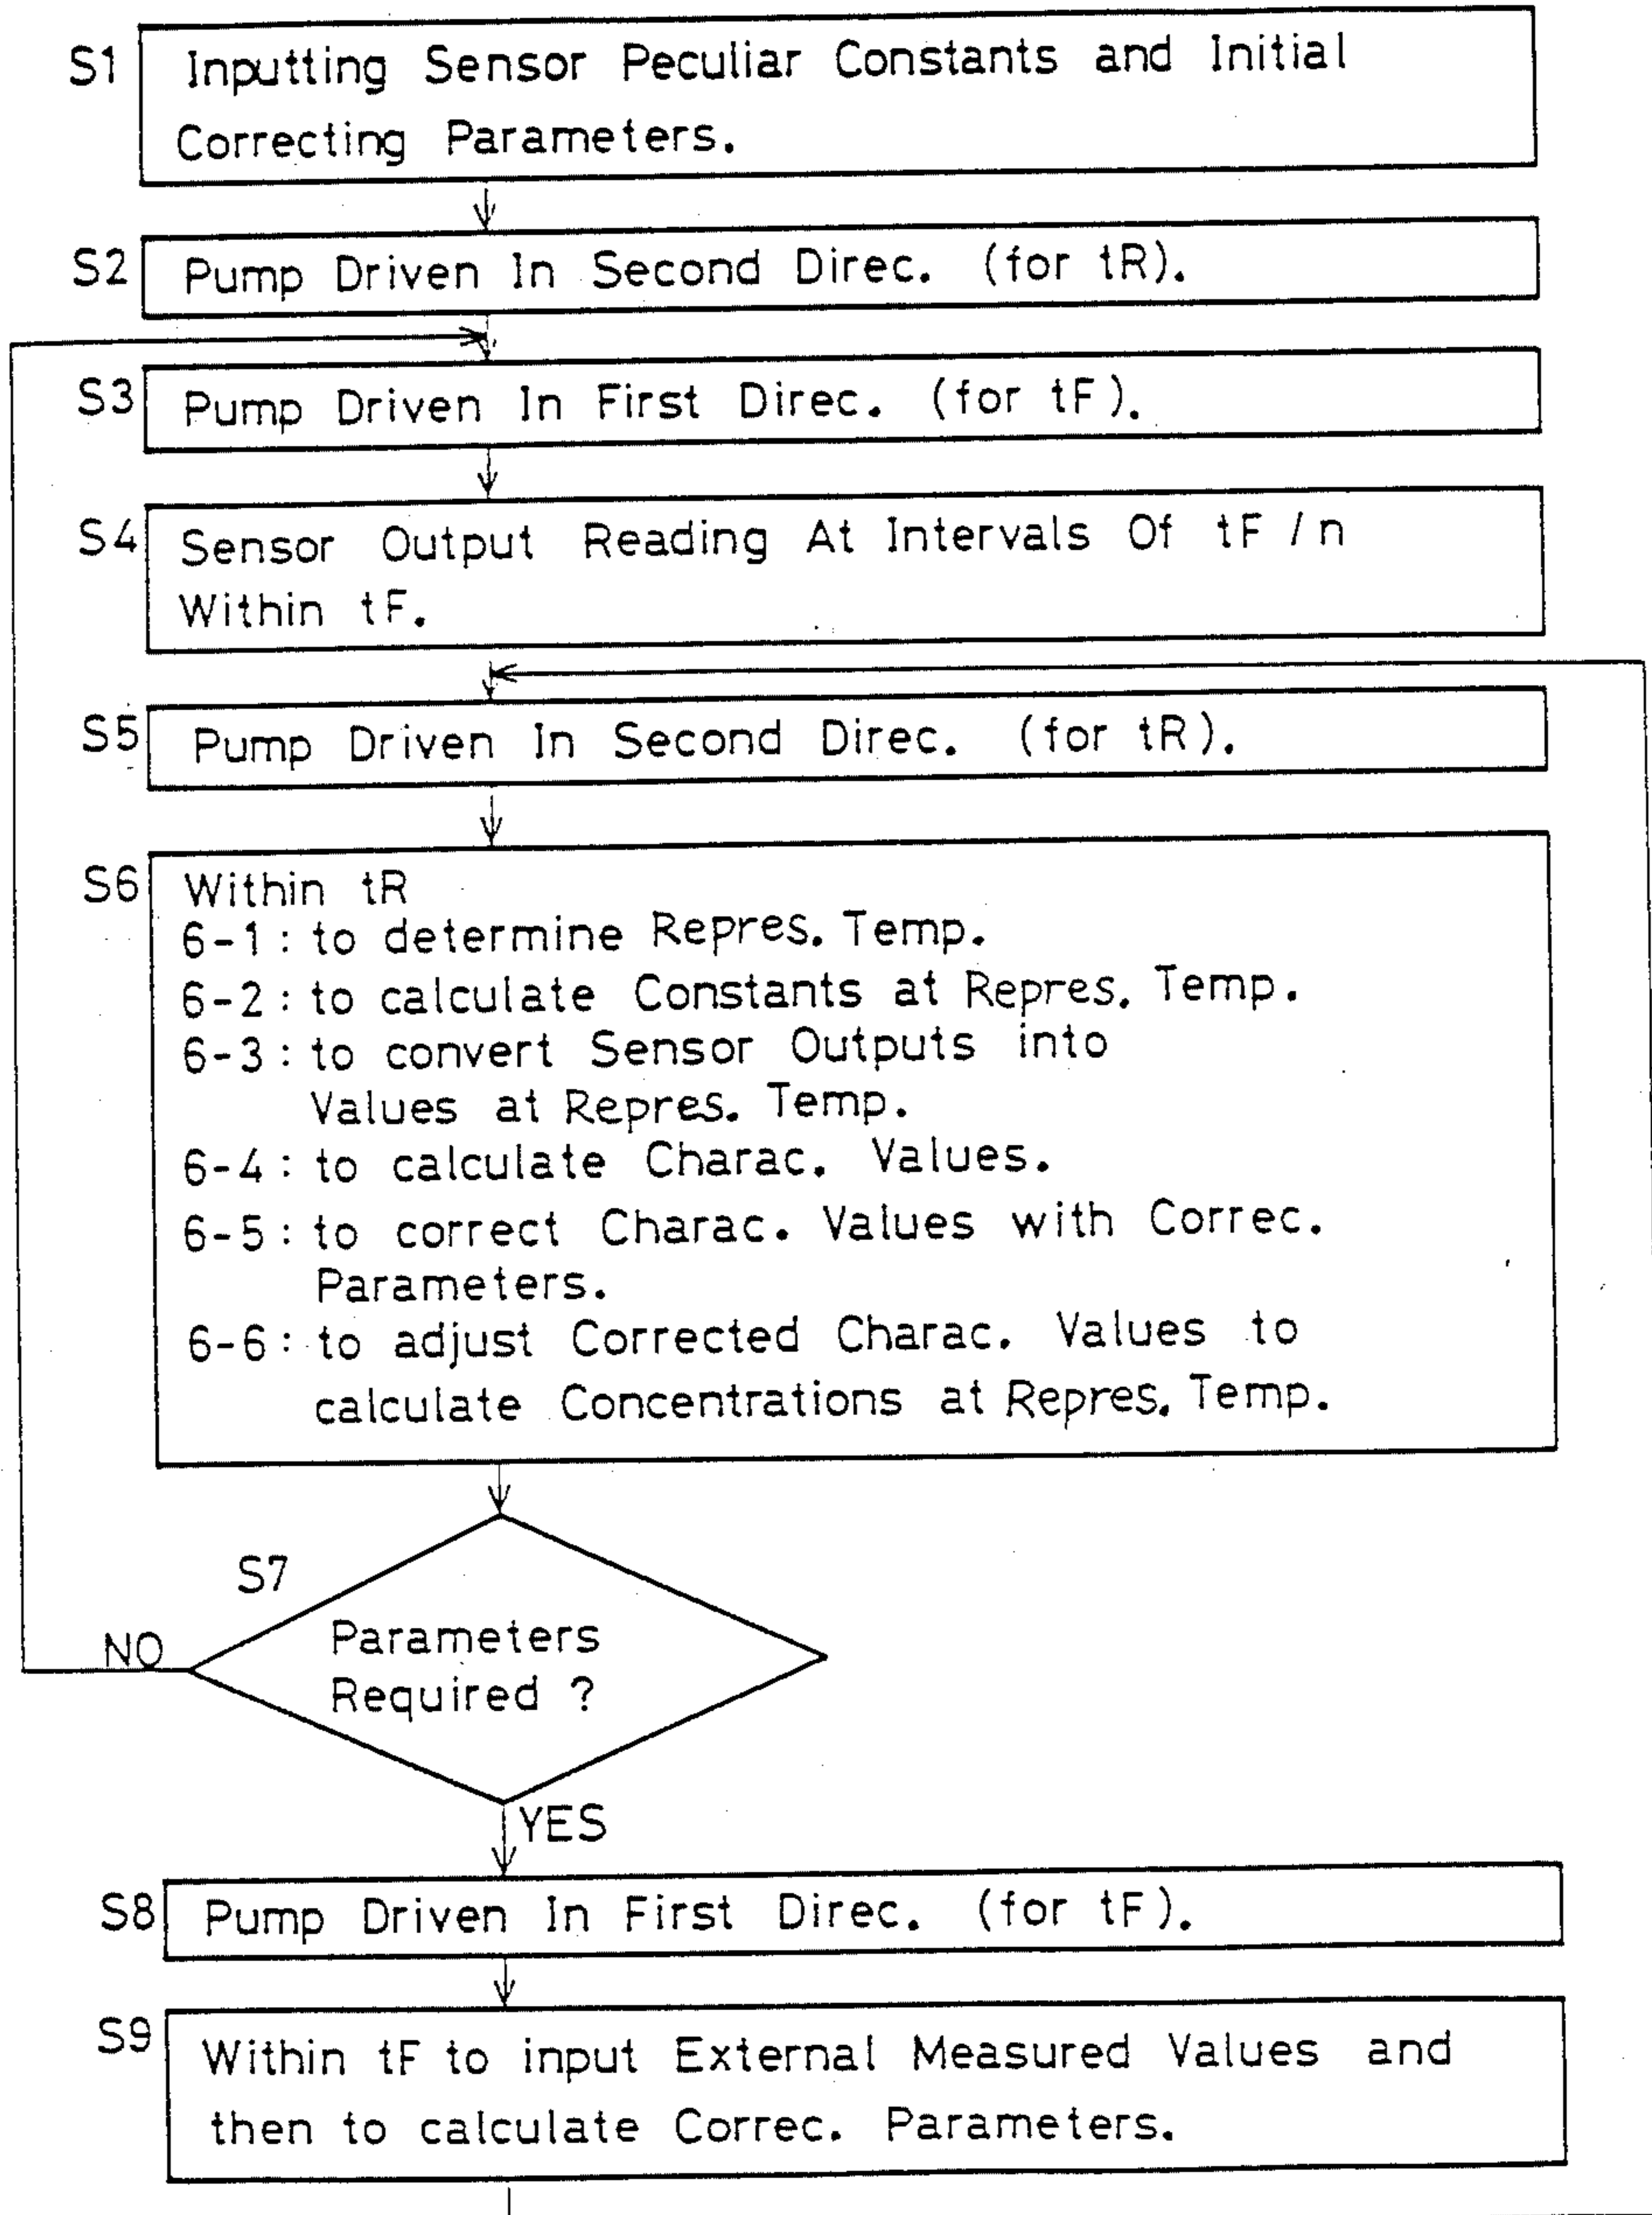 S1
Inputting Sensor Peculiar Constants and Initial
Correcting Parameters.
S2
Pump Driven In Second Direc. (for tR).
S3
Pump Driven In First Direc. (for tF).
S4
Sensor Output Reading At Intervals Of tF / n
Within tF.
S5
Pump Driven In Second Direc. (for tR).
S6
Within tR
6-1: to determine Repres. Temp.
6-2: to calculate Constants at Repres. Temp.
6-3: to convert Sensor Outputs into
Values at Repres. Temp.
6-4: to calculate Charac. Values.
6-5: to correct Charac. Values with Correc.
Parameters.
6-6: to adjust Corrected Charac. Values to
calculate Concentrations at Repres. Temp.
S7
Parameters
Required ?
NO
YES
S8
Pump Driven In First Direc. (for tF).
S9
Within tF to input External Measured Values and
then to calculate Correc. Parameters.